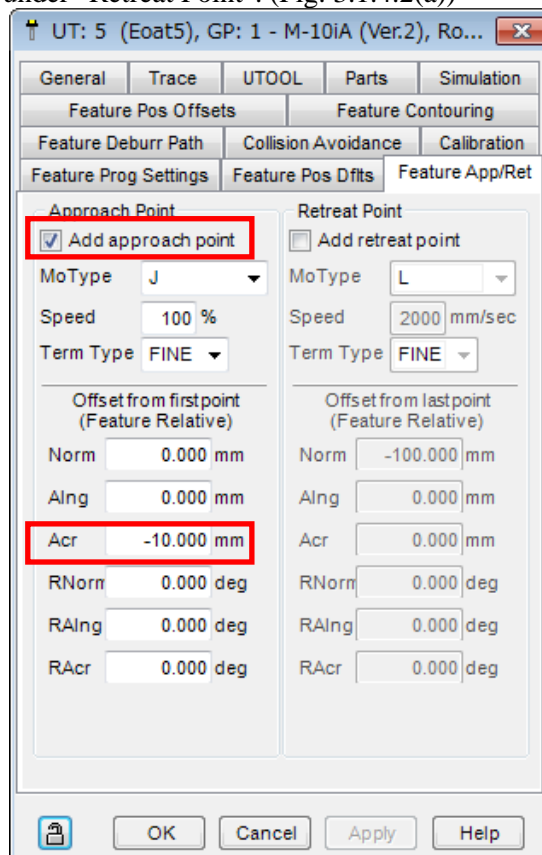 under "Retreat Point". (Fig. 3.1.4.2(a))
UT: 5 (Eoat5), GP: 1 - M-10iA (Ver.2), Ro...
General Trace UTOOL Parts Simulation
Feature Pos Offsets Feature Contouring
Feature Deburr Path Collision Avoidance Calibration
Feature Prog Settings Feature Pos Dflts Feature App/Ret
Approach Point Retreat Point
Add approach point Add retreat point
MoType J MoType L
Speed 100 % Speed 2000 mm/sec
Term Type FINE Term Type FINE
Offset from first point Offset from last point
(Feature Relative) (Feature Relative)
Norm 0.000 mm Norm -100.000 mm
Alng 0.000 mm Alng 0.000 mm
Acr -10.000 mm Acr 0.000 mm
RNorm 0.000 deg RNorm 0.000 deg
RAlng 0.000 deg RAlng 0.000 deg
RAcr 0.000 deg RAcr 0.000 deg
OK Cancel Apply Help